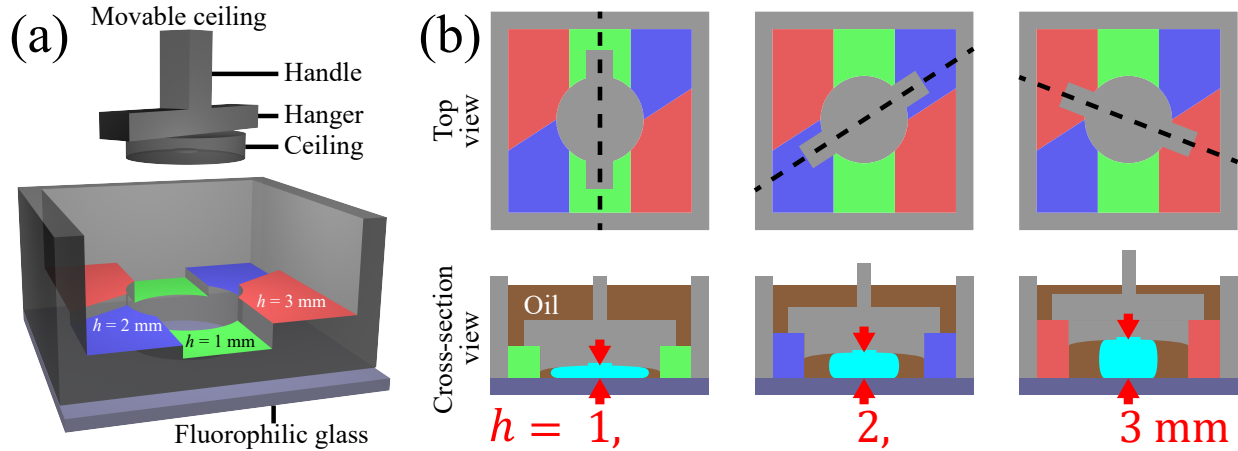 (a)
Movable ceiling
Handle
Hanger
Ceiling
h = 3 mm
h = 2 mm
h = 1 mm
Fluorophilic glass
(b)
Top
view
Cross-section
view
Oil
h = 1, 2, 3 mm